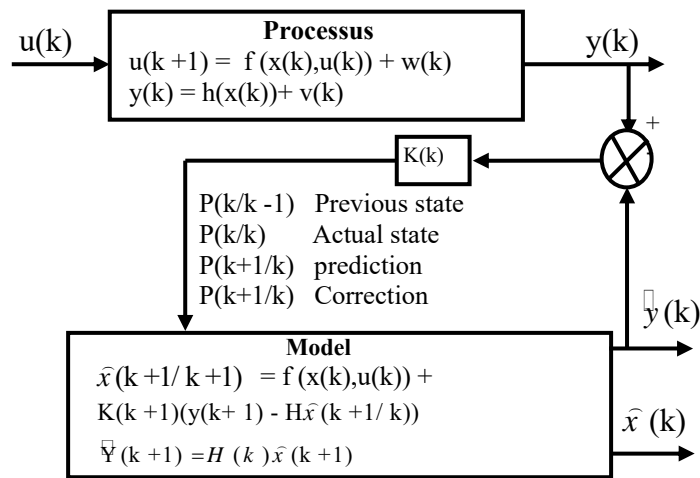 Processus
u(k)
u(k +1) = f (x(k),u(k)) + w(k)
y(k) = h(x(k))+ v(k)
y(k)
+
K(k)
P(k/k -1) Previous state
P(k/k) Actual state
P(k+1/k) prediction
P(k+1/k) Correction
y (k)
Model
x̂(k +1/ k +1) = f (x(k),u(k)) +
K(k +1)(y(k+ 1) - Hx̂(k +1/ k))
Y (k +1) =H (k) x̂(k +1)
x̂ (k)